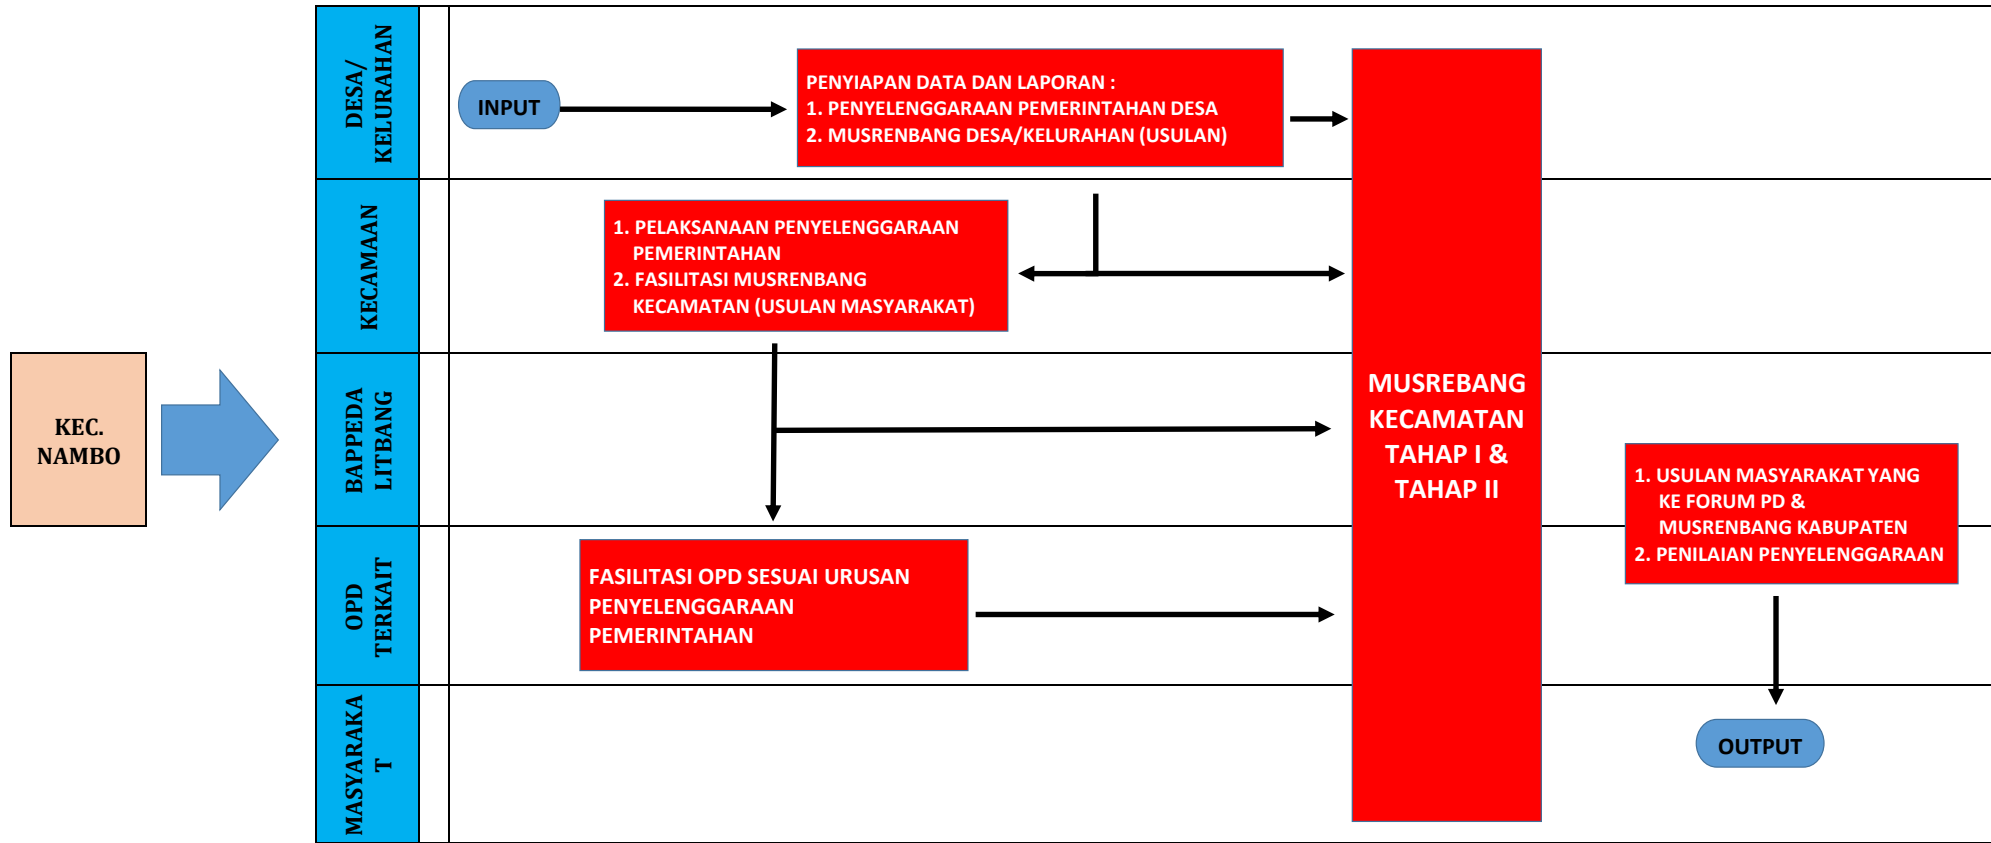 DESA/
KELURAHAN
INPUT
PENYIAPAN DATA DAN LAPORAN :
1. PENYELENGGARAAN PEMERINTAHAN DESA
2. MUSRENBANG DESA/KELURAHAN (USULAN)
KECAMAAN
1. PELAKSANAAN PENYELENGGARAAN
PEMERINTAHAN
2. FASILITASI MUSRENBANG
KECAMATAN (USULAN MASYARAKAT)
KEC.
NAMBO
BAPPEDA
LITBANG
MUSREBANG
KECAMATAN
TAHAP I &
TAHAP II
1. USULAN MASYARAKAT YANG
KE FORUM PD &
MUSRENBANG KABUPATEN
2. PENILAIAN PENYELENGGARAAN
OPD
TERKAIT
FASILITASI OPD SESUAI URUSAN
PENYELENGGARAAN
PEMERINTAHAN
MASYARAKA
T
OUTPUT